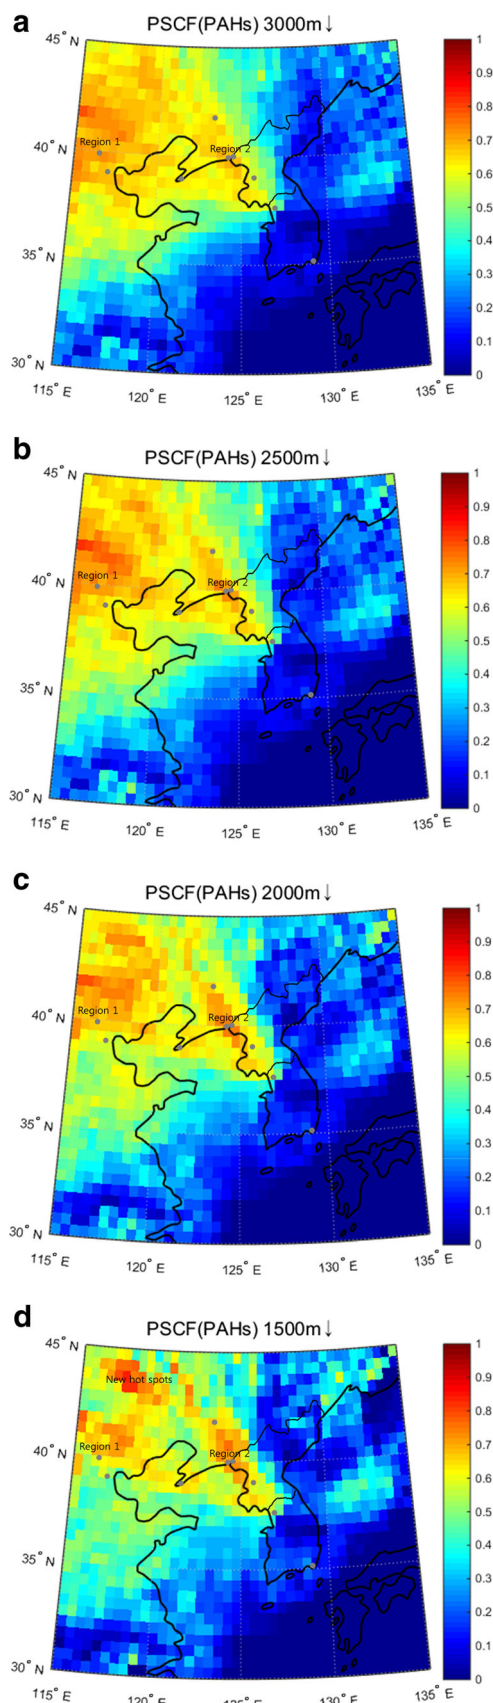 a
PSCF(PAHs) 3000m↓
45° N
40° N
35° N
30° N
115° E
120° E
125° E
130° E
135° E
Region 1
Region 2
1
0.9
0.8
0.7
0.6
0.5
0.4
0.3
0.2
0.1
0
b
PSCF(PAHs) 2500m↓
45° N
40° N
35° N
30° N
115° E
120° E
125° E
130° E
135° E
Region 1
Region 2
1
0.9
0.8
0.7
0.6
0.5
0.4
0.3
0.2
0.1
0
c
PSCF(PAHs) 2000m↓
45° N
40° N
35° N
30° N
115° E
120° E
125° E
130° E
135° E
Region 1
Region 2
1
0.9
0.8
0.7
0.6
0.5
0.4
0.3
0.2
0.1
0
d
PSCF(PAHs) 1500m↓
45° N
40° N
35° N
30° N
115° E
120° E
125° E
130° E
135° E
New hot spots
Region 1
Region 2
1
0.9
0.8
0.7
0.6
0.5
0.4
0.3
0.2
0.1
0